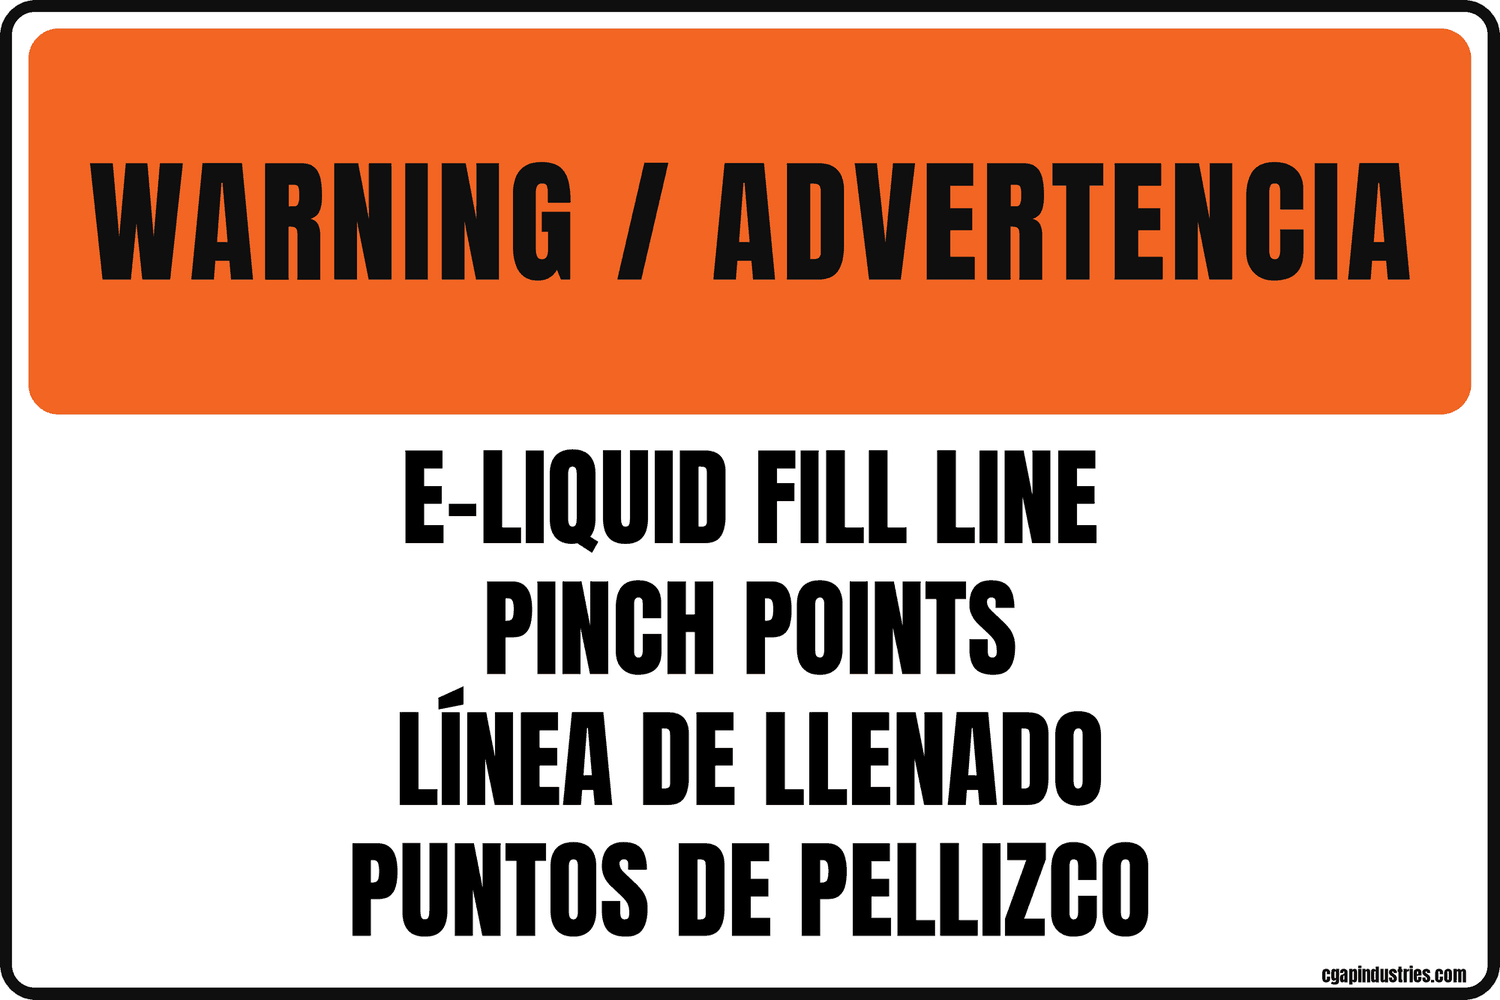 WARNING / ADVERTENCIA
E-LIQUID FILL LINE
PINCH POINTS
LÍNEA DE LLENADO
PUNTOS DE PELLIZCO
cgapindustries.com